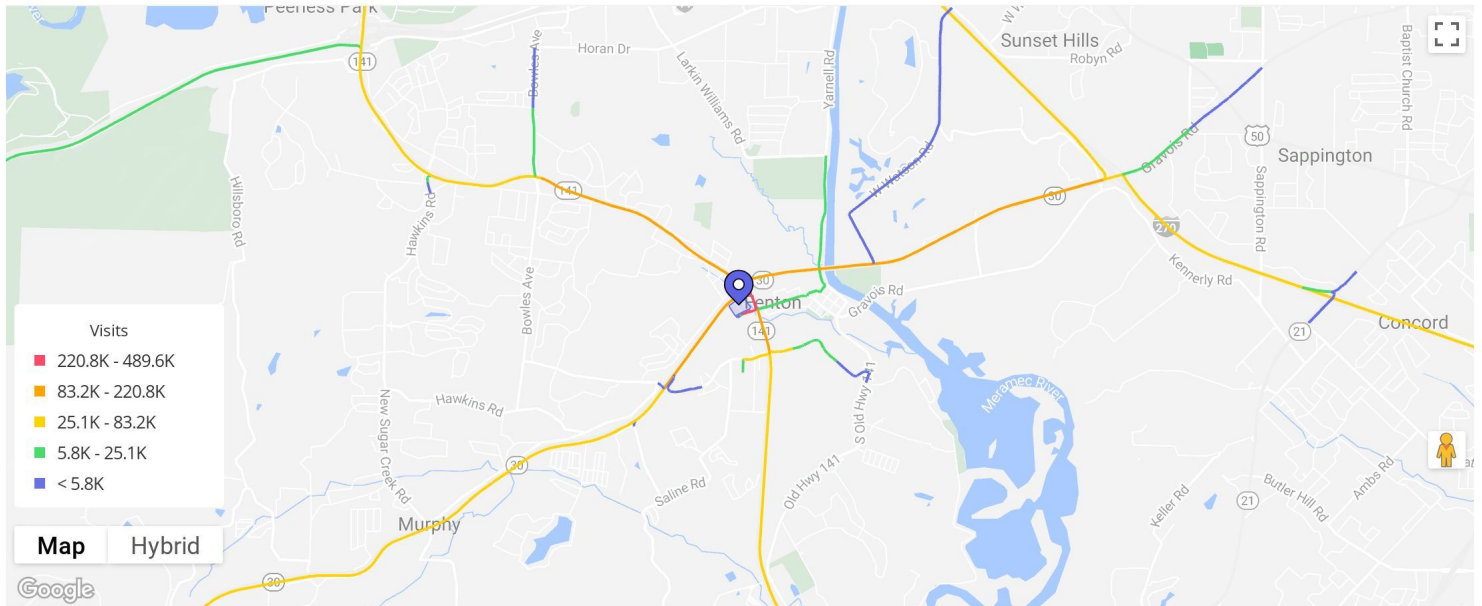 Peerless Park
W W
Sunset Hills
Robyn Rd
Baptist Church Rd
Bowles Ave
Horan Dr
Larkin Williams Rd
Yarnell Rd
141
Gravois Rd
50
Sappington
W Watson Rd
Hillsboro Rd
Hawkins Rd
141
30
Sappington Rd
270
Kennerly Rd
Bowles Ave
30
Fenton
Gravois Rd
141
21
Concord
Visits
220.8K - 489.6K
83.2K - 220.8K
25.1K - 83.2K
5.8K - 25.1K
< 5.8K
New Sugar Creek Rd
Hawkins Rd
S Old Hwy 141
Meramec River
30
Saline Rd
Old Hwy 141
Keller Rd
21
Butler Hill Rd
Ambs Rd
Murphy
Map
Hybrid
30
Google